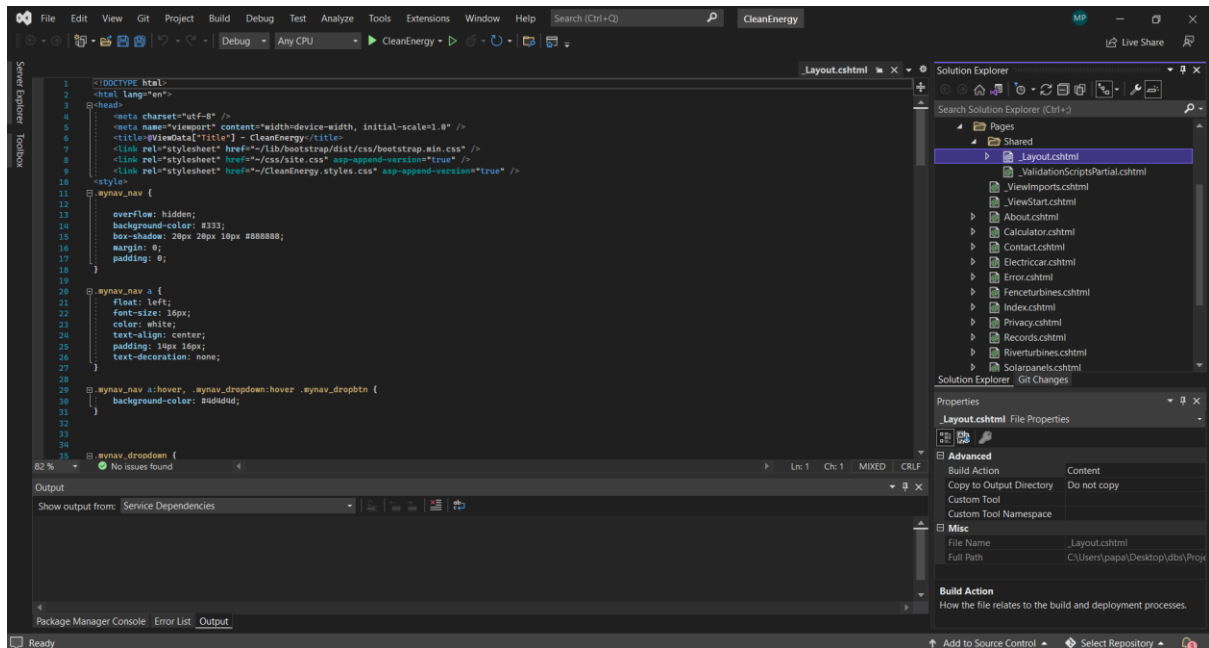 File Edit View Git Project Build Debug Test Analyze Tools Extensions Window Help Search (Ctrl+Q) CleanEnergy MP
Debug Any CPU CleanEnergy Live Share
Server Explorer
Toolbox
_Layout.cshtml
1 <!DOCTYPE html>
2 <html lang="en">
3 <head>
4 <meta charset="utf-8" />
5 <meta name="viewport" content="width=device-width, initial-scale=1.0" />
6 <title>@ViewData["Title"] - CleanEnergy</title>
7 <link rel="stylesheet" href="~/lib/bootstrap/dist/css/bootstrap.min.css" />
8 <link rel="stylesheet" href="~/css/site.css" asp-append-version="true" />
9 <link rel="stylesheet" href="~/CleanEnergy.styles.css" asp-append-version="true" />
10 <style>
11 .mynav_nav {
12
13 overflow: hidden;
14 background-color: #333;
15 box-shadow: 20px 20px 10px #888888;
16 margin: 0;
17 padding: 0;
18 }
19
20 .mynav_nav a {
21 float: left;
22 font-size: 16px;
23 color: white;
24 text-align: center;
25 padding: 14px 16px;
26 text-decoration: none;
27 }
28
29 .mynav_nav a:hover, .mynav_dropdown:hover .mynav_dropbtn {
30 background-color: #4d4d4d;
31 }
32
33
34
35 .mynav_dropdown {
82 % No issues found Ln: 1 Ch: 1 MIXED CRLF
Output
Show output from: Service Dependencies
Package Manager Console Error List Output
Solution Explorer
Search Solution Explorer (Ctrl+;)
Pages
Shared
_Layout.cshtml
_ValidationScriptsPartial.cshtml
_ViewImports.cshtml
_ViewStart.cshtml
About.cshtml
Calculator.cshtml
Contact.cshtml
Electriccar.cshtml
Error.cshtml
Fenceturbines.cshtml
Index.cshtml
Privacy.cshtml
Records.cshtml
Riverturbines.cshtml
Solarpanels.cshtml
Solution Explorer Git Changes
Properties
_Layout.cshtml File Properties
Advanced
Build Action Content
Copy to Output Directory Do not copy
Custom Tool
Custom Tool Namespace
Misc
File Name _Layout.cshtml
Full Path C:\Users\papa\Desktop\dbs\Proje
Build Action
How the file relates to the build and deployment processes.
Ready Add to Source Control Select Repository